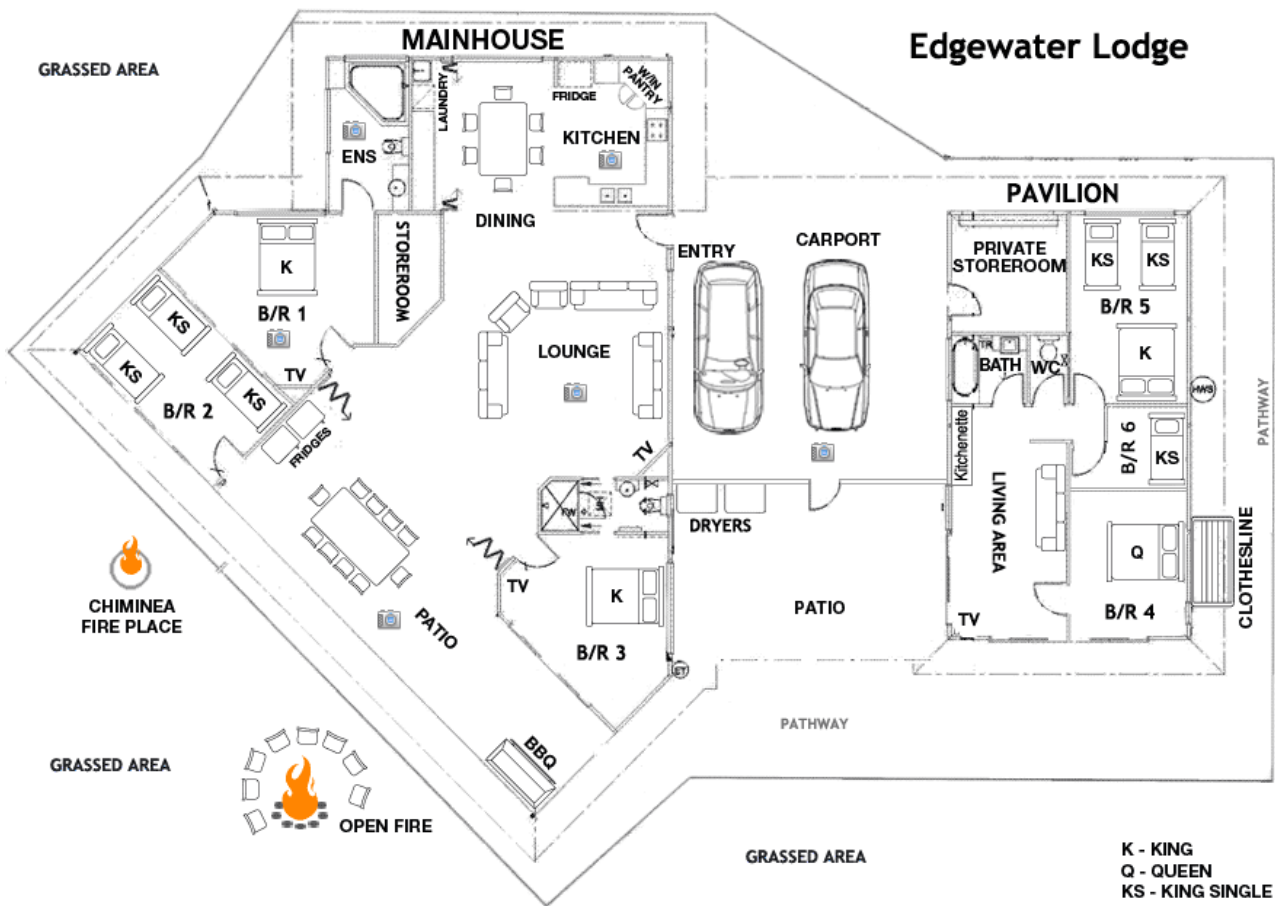 Edgewater Lodge
MAINHOUSE
GRASSED AREA
LAUNDRY
FRIDGE
W/IN
PANTRY
KITCHEN
ENS
DINING
STOREROOM
PAVILION
ENTRY
CARPORT
PRIVATE
STOREROOM
KS
KS
B/R 5
K
K
B/R 1
KS
KS
KS
B/R 2
TV
FRIDGES
LOUNGE
TV
TR
BATH
WC
HWS
PATHWAY
Kitchenette
LIVING AREA
B/R 6
KS
DRYERS
TV
K
B/R 3
PATIO
PATIO
Q
B/R 4
TV
CLOTHESLINE
CHIMINEA
FIRE PLACE
PATHWAY
BBQ
GRASSED AREA
OPEN FIRE
GRASSED AREA
K - KING
Q - QUEEN
KS - KING SINGLE